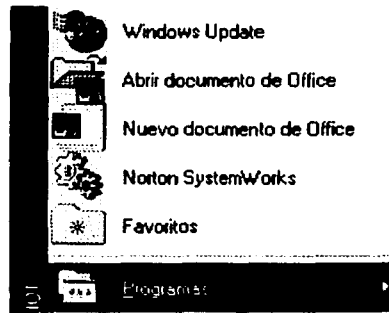 Windows Update
Abrir documento de Office
Nuevo documento de Office
Norton SystemWorks
Favoritos
Programas